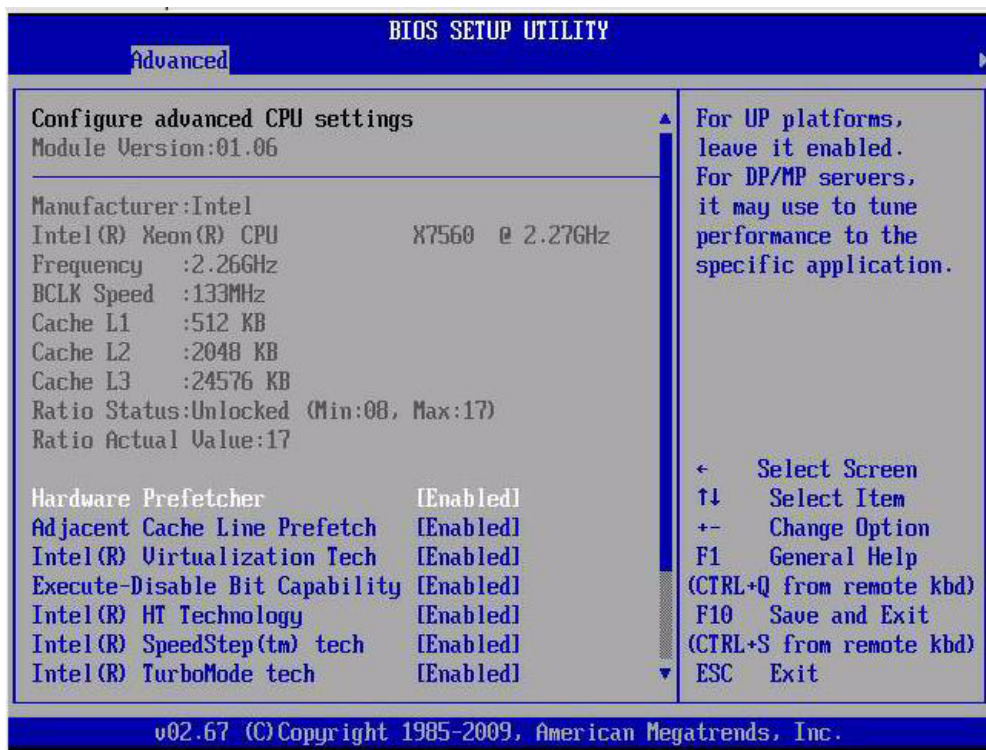 BIOS SETUP UTILITY
Advanced
Configure advanced CPU settings
Module Version:01.06
Manufacturer:Intel
Intel(R) Xeon(R) CPU X7560 @ 2.27GHz
Frequency :2.26GHz
BCLK Speed :133MHz
Cache L1 :512 KB
Cache L2 :2048 KB
Cache L3 :24576 KB
Ratio Status:Unlocked (Min:08, Max:17)
Ratio Actual Value:17
Hardware Prefetcher [Enabled]
Adjacent Cache Line Prefetch [Enabled]
Intel(R) Virtualization Tech [Enabled]
Execute-Disable Bit Capability [Enabled]
Intel(R) HT Technology [Enabled]
Intel(R) SpeedStep(tm) tech [Enabled]
Intel(R) TurboMode tech [Enabled]
For UP platforms,
leave it enabled.
For DP/MP servers,
it may use to tune
performance to the
specific application.
← Select Screen
↑↓ Select Item
+- Change Option
F1 General Help
(CTRL+Q from remote kbd)
F10 Save and Exit
(CTRL+S from remote kbd)
ESC Exit
v02.67 (C)Copyright 1985-2009, American Megatrends, Inc.